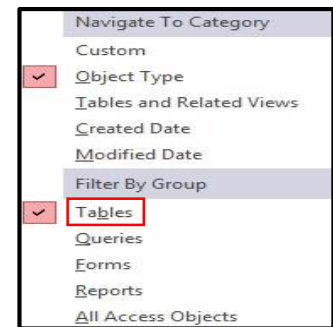 Navigate To Category
Custom
Object Type
Tables and Related Views
Created Date
Modified Date
Filter By Group
Tables
Queries
Forms
Reports
All Access Objects